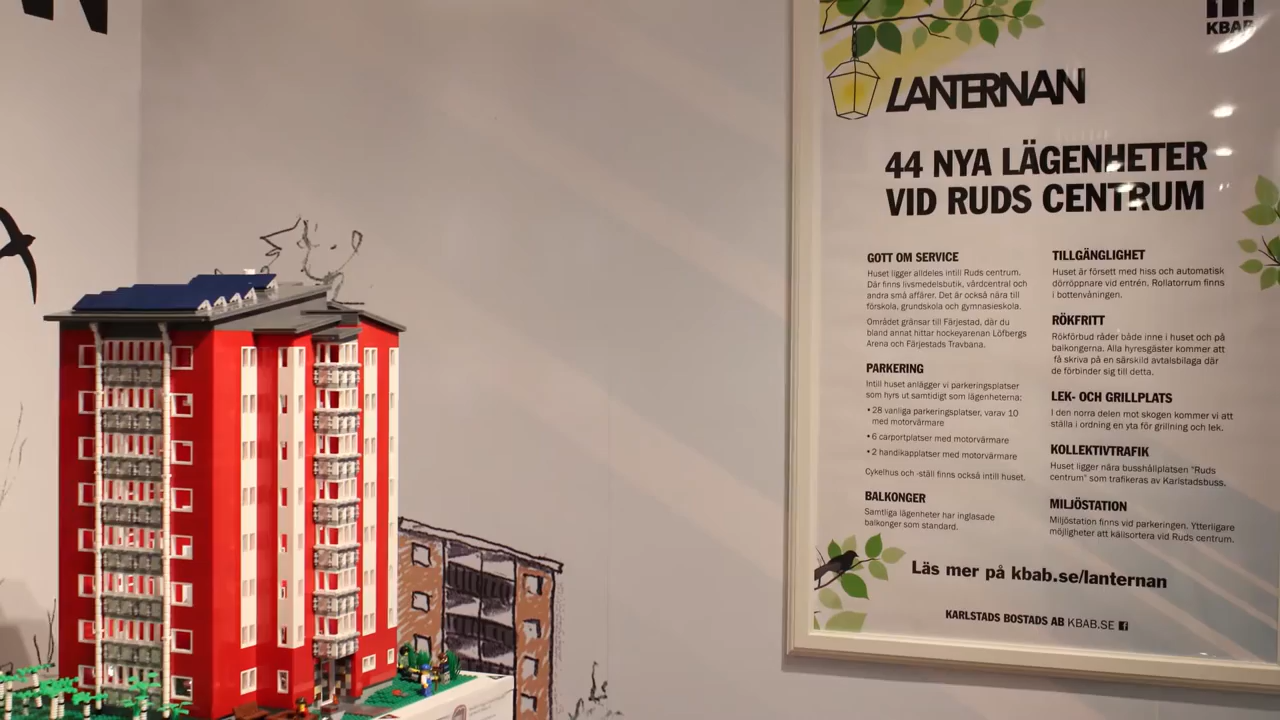 KBAB
LANTERNAN
44 NYA LÄGENHETER
VID RUDS CENTRUM
GOTT OM SERVICE
Huset ligger alldeles intill Ruds centrum.
Där finns livsmedelsbutik, vårdcentral och
andra små affärer. Det är också nära till
förskola, grundskola och gymnasieskola.
Området gränsar till Färjestad, där du
bland annat hittar hockeyarenan Löfbergs
Arena och Färjestads Travbana.
PARKERING
Intill huset anlägger vi parkeringsplatser
som hyrs ut samtidigt som lägenheterna:
• 28 vanliga parkeringsplatser, varav 10
med motorvärmare
• 6 carportplatser med motorvärmare
• 2 handikapplatser med motorvärmare
Cykelhus och -ställ finns också intill huset.
BALKONGER
Samtliga lägenheter har inglasade
balkonger som standard.
TILLGÄNGLIGHET
Huset är försett med hiss och automatisk
dörröppnare vid entrén. Rollatorrum finns
i bottenvåningen.
RÖKFRITT
Rökförbud råder både inne i huset och på
balkongerna. Alla hyresgäster kommer att
få skriva på en särskild avtalsbilaga där
de förbinder sig till detta.
LEK- OCH GRILLPLATS
I den norra delen mot skogen kommer vi att
ställa i ordning en yta för grillning och lek.
KOLLEKTIVTRAFIK
Huset ligger nära busshållplatsen "Ruds
centrum" som trafikeras av Karlstadsbuss.
MILJÖSTATION
Miljöstation finns vid parkeringen. Ytterligare
möjligheter att källsortera vid Ruds centrum.
Läs mer på kbab.se/lanternan
KARLSTADS BOSTADS AB KBAB.SE